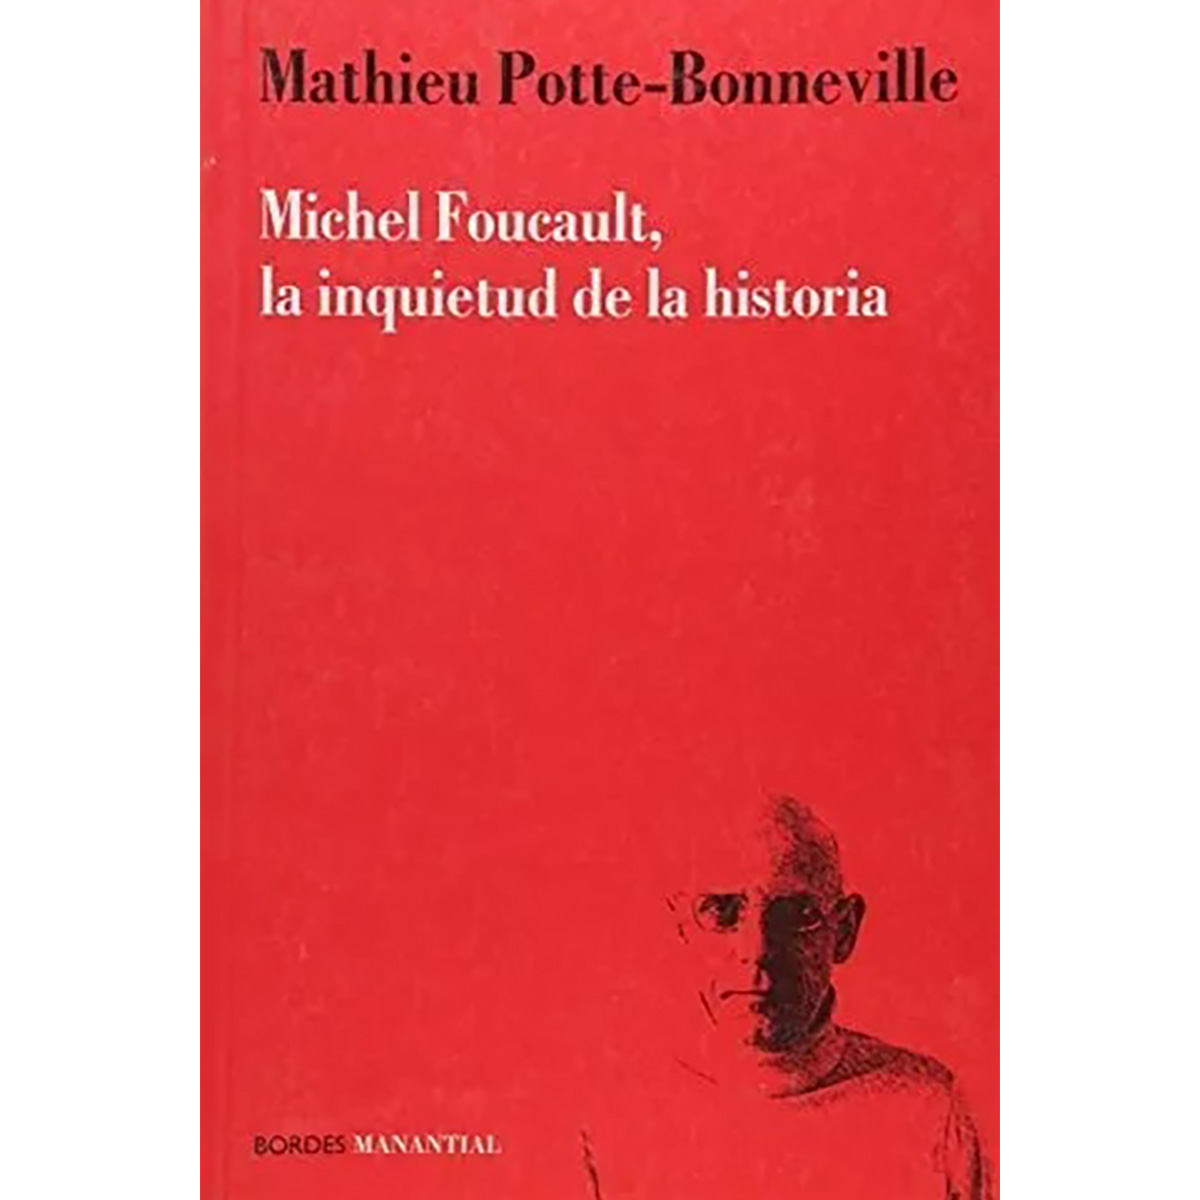 Mathieu Potte-Bonneville
Michel Foucault,
la inquietud de la historia
BORDES MANANTIAL